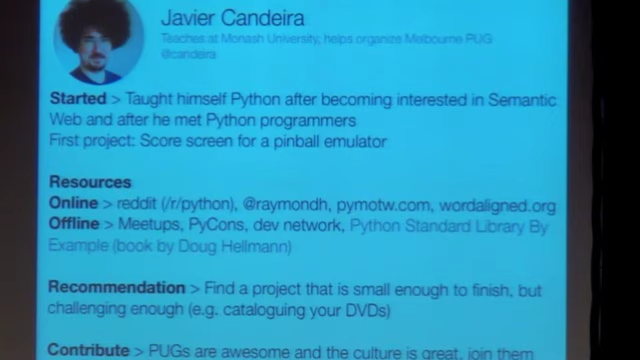 Javier Candeira
Teaches at Monash University, helps organize Melbourne PUG
@candeira
Started > Taught himself Python after becoming interested in Semantic
Web and after he met Python programmers
First project: Score screen for a pinball emulator
Resources
Online > reddit (/r/python), @raymondh, pymotw.com, wordaligned.org
Offline > Meetups, PyCons, dev network, Python Standard Library By
Example (book by Doug Hellmann)
Recommendation > Find a project that is small enough to finish, but
challenging enough (e.g. cataloguing your DVDs)
Contribute > PUGs are awesome and the culture is great, join them